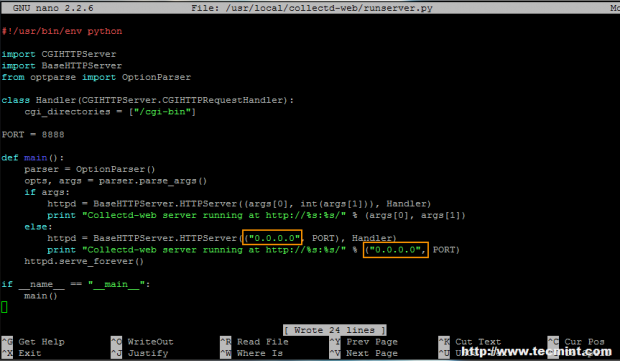 GNU nano 2.2.6 File: /usr/local/collectd-web/runserver.py Mo
#!/usr/bin/env python
import CGIHTTPServer
import BaseHTTPServer
from optparse import OptionParser
class Handler(CGIHTTPServer.CGIHTTPRequestHandler):
    cgi_directories = ["/cgi-bin"]
PORT = 8888
def main():
    parser = OptionParser()
    opts, args = parser.parse_args()
    if args:
        httpd = BaseHTTPServer.HTTPServer((args[0], int(args[1])), Handler)
        print "Collectd-web server running at http://%s:%s/" % (args[0], args[1])
    else:
        httpd = BaseHTTPServer.HTTPServer(("0.0.0.0", PORT), Handler)
        print "Collectd-web server running at http://%s:%s/" % ("0.0.0.0", PORT)
    httpd.serve_forever()
if __name__ == "__main__":
    main()
[ Wrote 24 lines ]
^G Get Help ^O WriteOut ^R Read File ^Y Prev Page ^K Cut Text ^C Cur Pos
^X Exit ^J Justify ^W Where Is ^V Next Page
http://www.tecmint.com